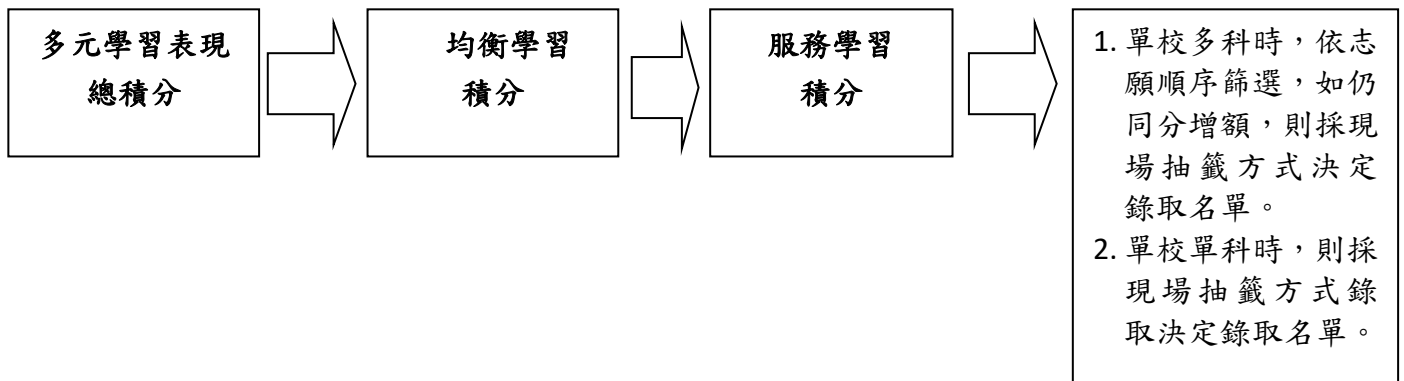 多元學習表現
總積分
均衡學習
積分
服務學習
積分
1. 單校多科時，依志
願順序篩選，如仍
同分增額，則採現
場抽籤方式決定
錄取名單。
2. 單校單科時，則採
現場抽籤方式錄
取決定錄取名單。